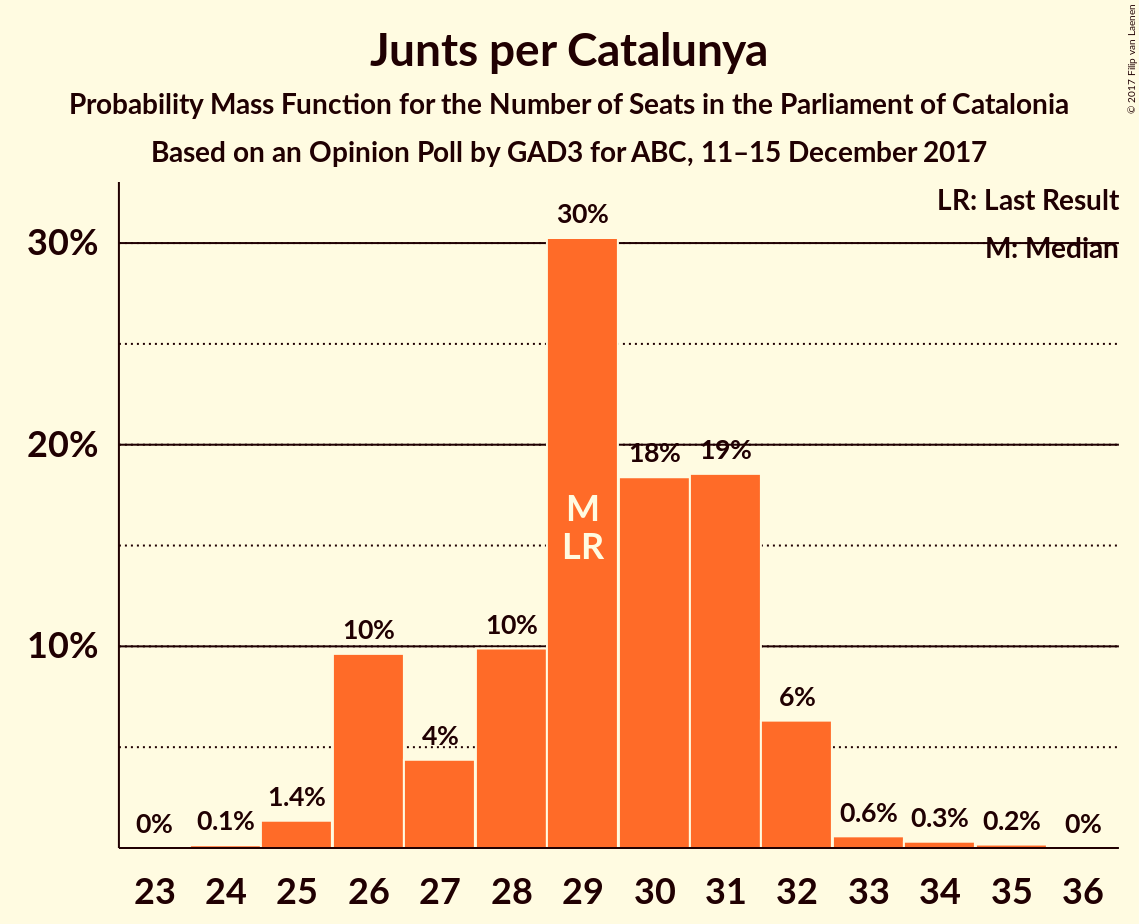 Junts per Catalunya
Probability Mass Function for the Number of Seats in the Parliament of Catalonia
Based on an Opinion Poll by GAD3 for ABC, 11–15 December 2017
© 2017 Filip van Laenen
LR: Last Result
M: Median
30%
20%
10%
0%
0.1%
1.4%
10%
4%
10%
30%
18%
19%
6%
0.6%
0.3%
0.2%
0%
M
LR
23 24 25 26 27 28 29 30 31 32 33 34 35 36